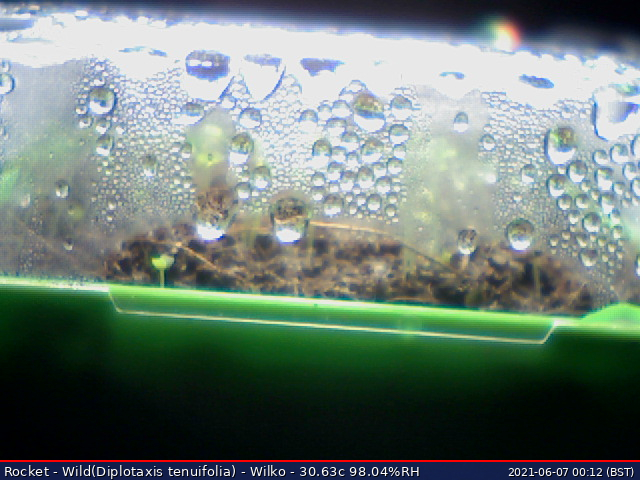 Rocket - Wild(Diplotaxis tenuifolia) - Wilko - 30.63c 98.04%RH
2021-06-07 00:12 (BST)